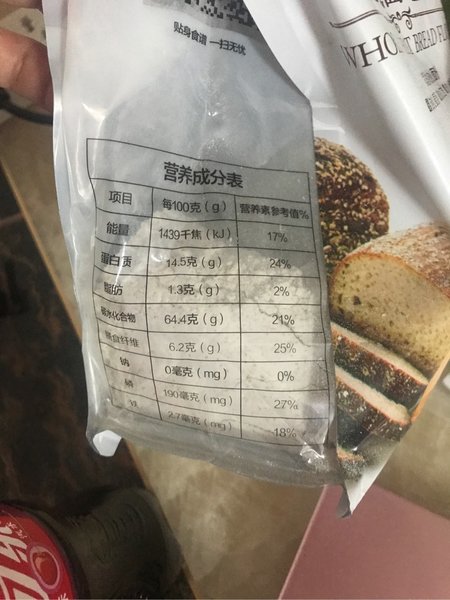 贴身食谱 一扫无忧
WHO
BREAD F
营养成分表
项目 每100克(g) 营养素参考值%
能量 1439千焦(kJ) 17%
蛋白质 14.5克(g) 24%
脂肪 1.3克(g) 2%
碳水化合物 64.4克(g) 21%
膳食纤维 6.2克(g) 25%
钠 0毫克(mg) 0%
磷 190毫克(mg) 27%
铁 2.7毫克(mg) 18%